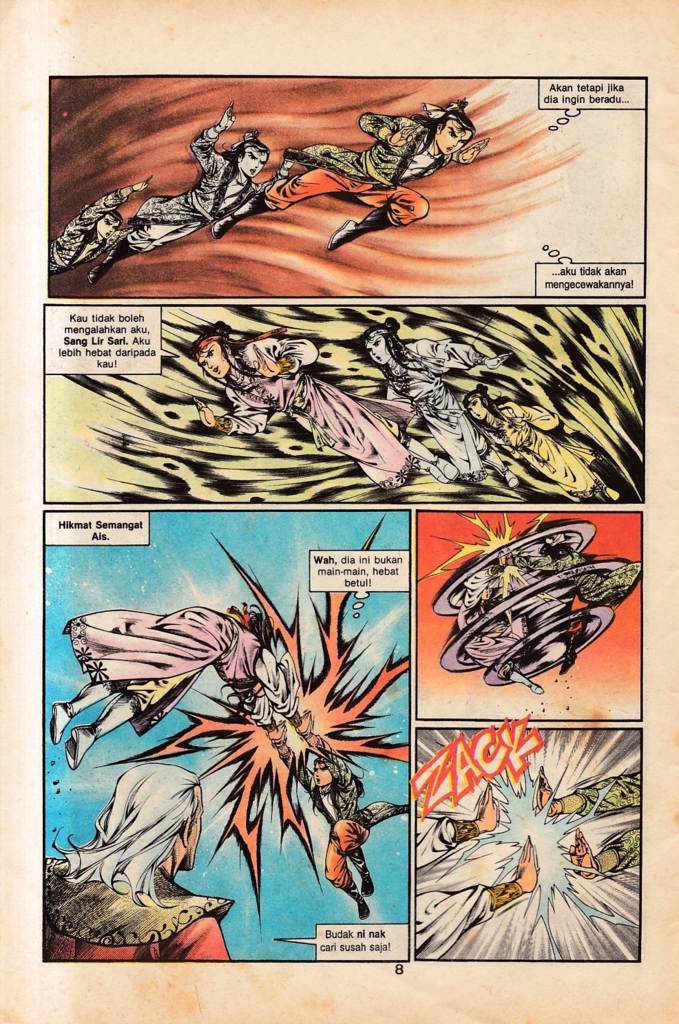 Akan tetapi jika
dia ingin beradu...
...aku tidak akan
mengecewakannya!
Kau tidak boleh
mengalahkan aku,
Sang Lir Sari. Aku
lebih hebat daripada
kau!
Hikmat Semangat
Ais.
Wah, dia ini bukan
main-main, hebat
betul!
Budak ni nak
cari susah saja!
ZACK
8